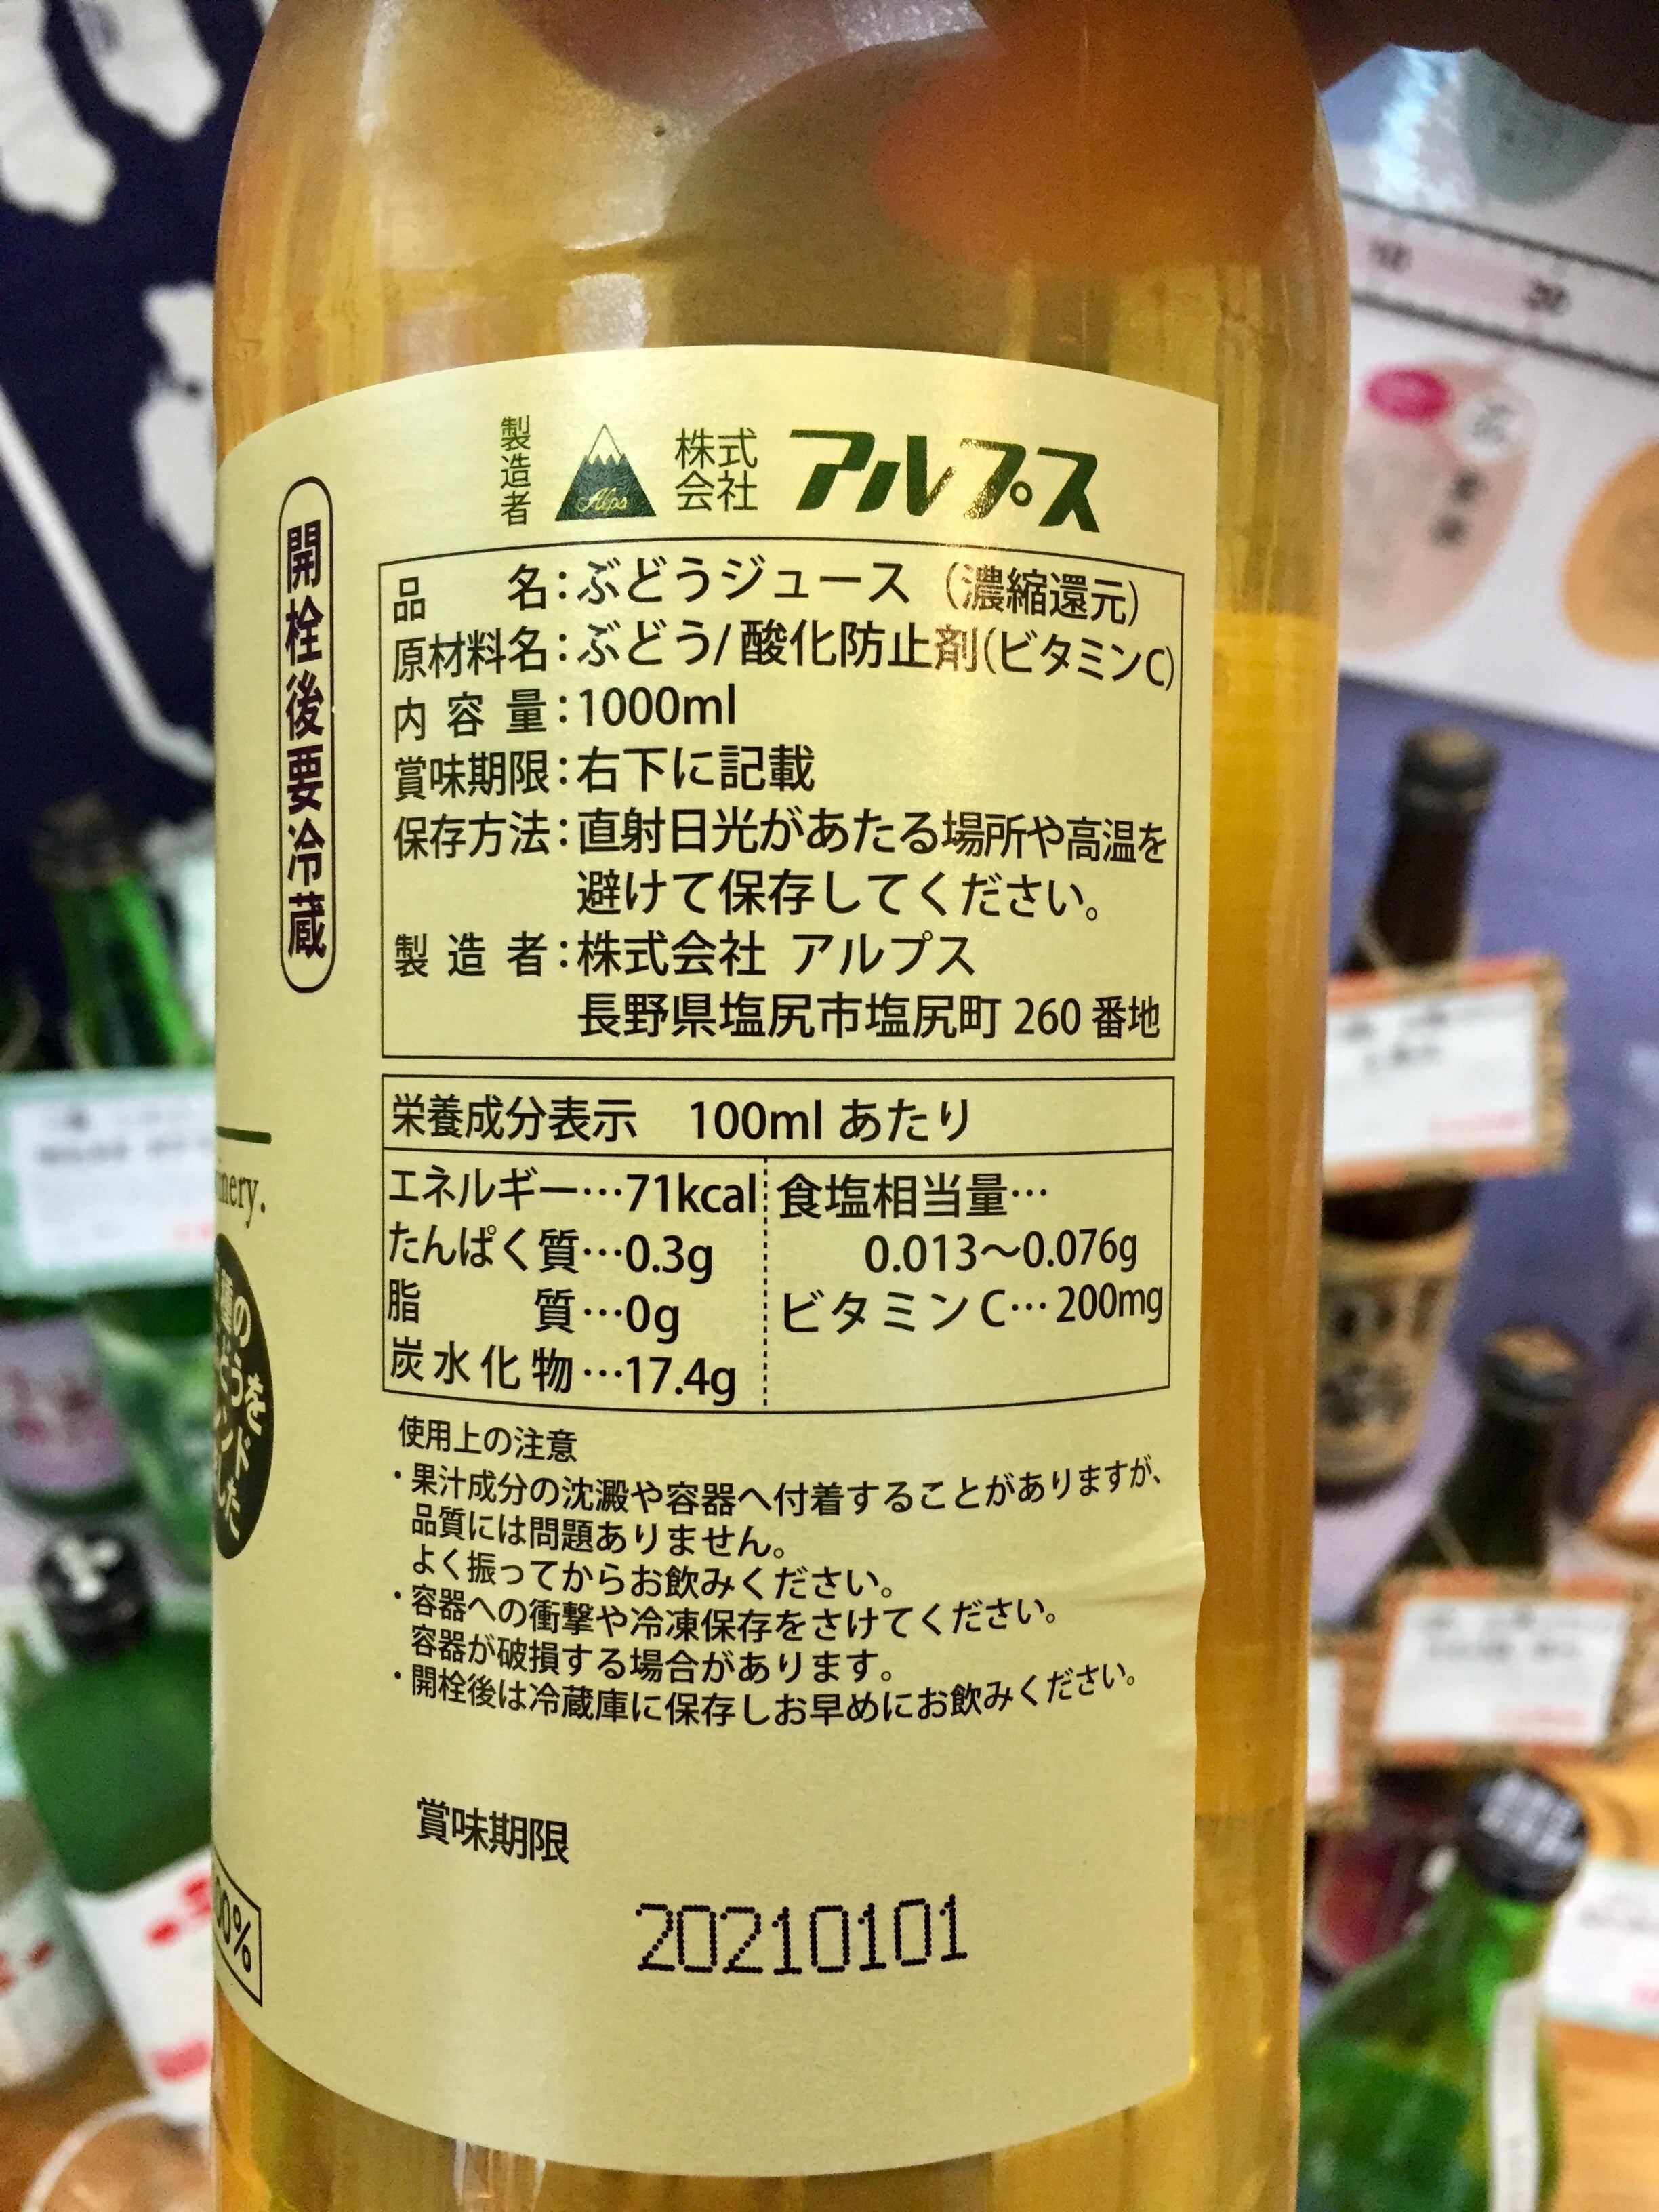 製造者 Alps 株式会社 アルプス
開栓後要冷蔵
品名：ぶどうジュース（濃縮還元）
原材料名：ぶどう/酸化防止剤(ビタミンC)
内容量：1000ml
賞味期限：右下に記載
保存方法：直射日光があたる場所や高温を
避けて保存してください。
製造者：株式会社 アルプス
長野県塩尻市塩尻町 260 番地
栄養成分表示 100ml あたり
エネルギー…71kcal
たんぱく質…0.3g
脂質…0g
炭水化物…17.4g
食塩相当量…
0.013〜0.076g
ビタミンC…200mg
使用上の注意
・果汁成分の沈澱や容器へ付着することがありますが、
品質には問題ありません。
よく振ってからお飲みください。
・容器への衝撃や冷凍保存をさけてください。
容器が破損する場合があります。
・開栓後は冷蔵庫に保存しお早めにお飲みください。
賞味期限
20210101